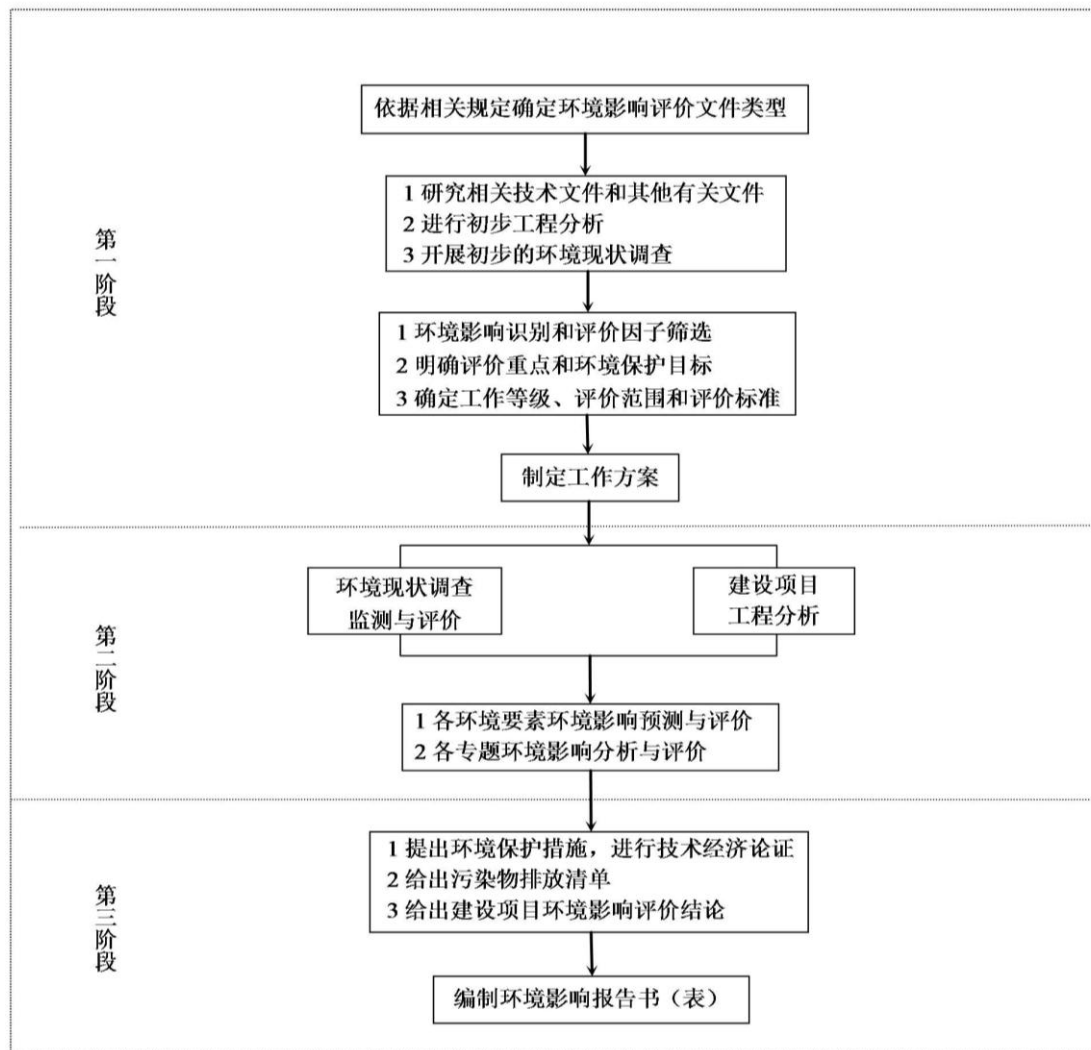 依据相关规定确定环境影响评价文件类型
1 研究相关技术文件和其他有关文件
2 进行初步工程分析
3 开展初步的环境现状调查
第一阶段
1 环境影响识别和评价因子筛选
2 明确评价重点和环境保护目标
3 确定工作等级、评价范围和评价标准
制定工作方案
环境现状调查
监测与评价
建设项目
工程分析
第二阶段
1 各环境要素环境影响预测与评价
2 各专题环境影响分析与评价
1 提出环境保护措施，进行技术经济论证
2 给出污染物排放清单
3 给出建设项目环境影响评价结论
第三阶段
编制环境影响报告书（表）